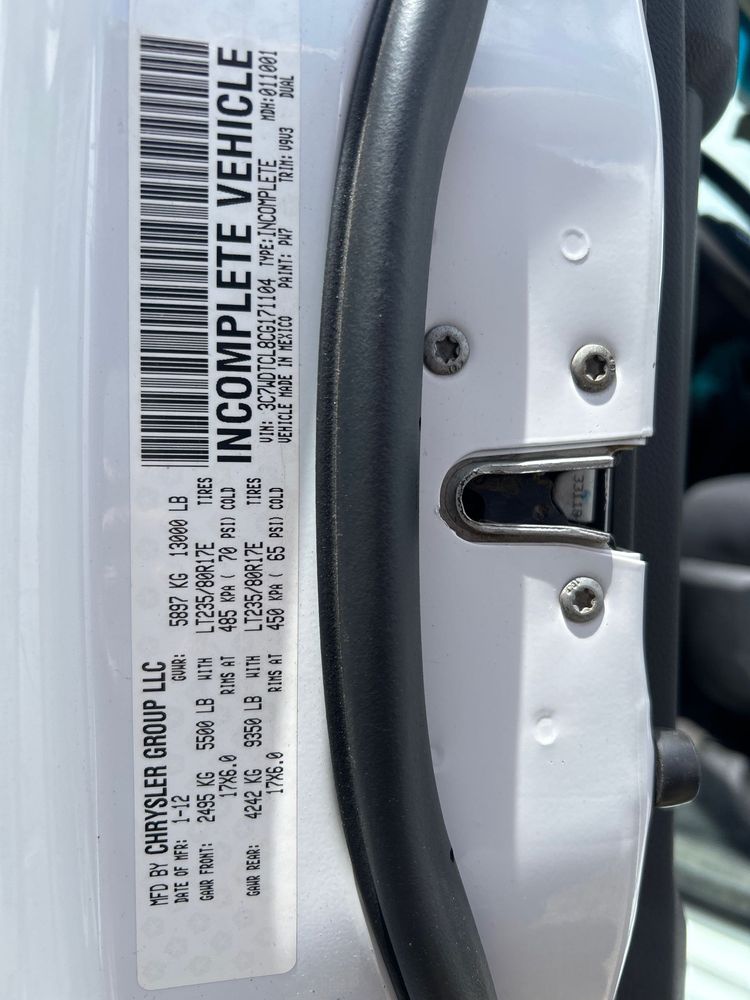 MFD BY CHRYSLER GROUP LLC
DATE OF MFR: 1-12 GVWR: 5897 KG 13000 LB
GAWR FRONT: 2495 KG 5500 LB WITH LT235/80R17E TIRES
17X6.0 RIMS AT 485 KPA ( 70 PSI) COLD
GAWR REAR: 4242 KG 9350 LB WITH LT235/80R17E TIRES
17X6.0 RIMS AT 450 KPA ( 65 PSI) COLD
INCOMPLETE VEHICLE
VIN: 3C7WDTCL8CG171104 TYPE:INCOMPLETE MDH:011001
VEHICLE MADE IN MEXICO PAINT: PW7 TRIM: V9V3 DUAL